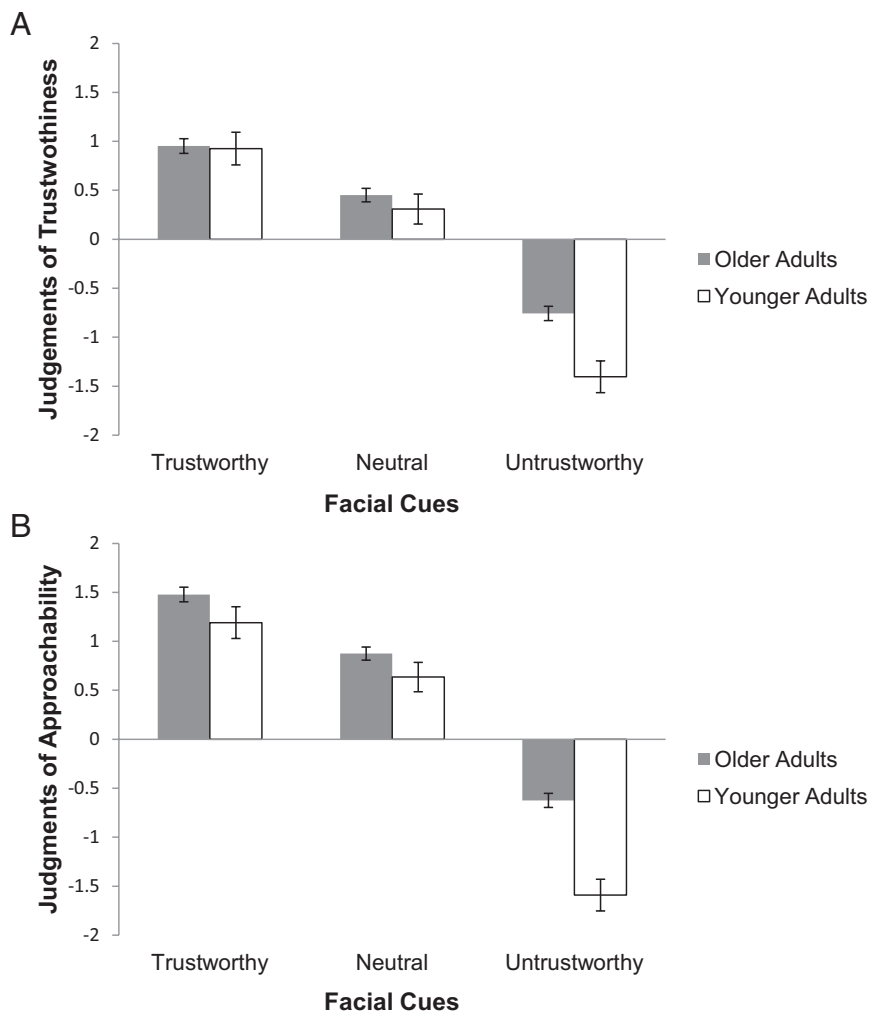 A
2
1.5
1
0.5
0
-0.5
-1
-1.5
-2
Judgements of Trustwothiness
Older Adults
Younger Adults
Trustworthy Neutral Untrustworthy
Facial Cues
B
2
1.5
1
0.5
0
-0.5
-1
-1.5
-2
Judgments of Approachability
Older Adults
Younger Adults
Trustworthy Neutral Untrustworthy
Facial Cues